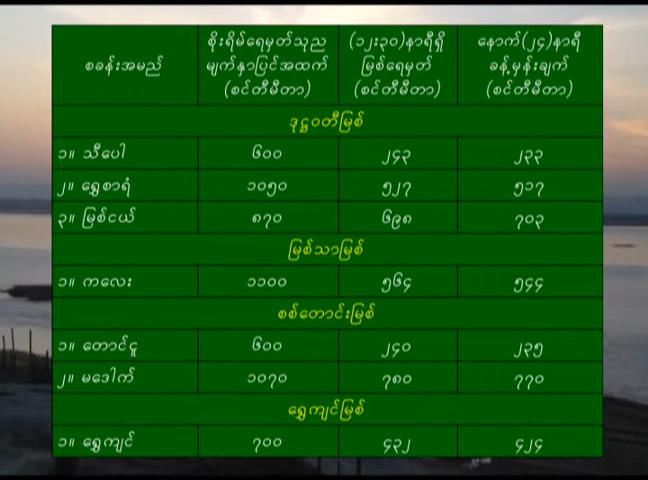 စခန်းအမည် စိုးရိမ်ရေမှတ်သုည မျက်နှာပြင်အထက် (စင်တီမီတာ) (၁၂း၃၀)နာရီရှိ မြစ်ရေမှတ် (စင်တီမီတာ) နောက်(၂၄)နာရီ ခန့်မှန်းချက် (စင်တီမီတာ)
ဒုဋ္ဌဝတီမြစ်
၁။ သီပေါ ၆၀၀ ၂၄၃ ၂၃၃
၂။ ရွှေစာရံ ၁၀၅၀ ၅၂၇ ၅၁၇
၃။ မြစ်ငယ် ၈၇၀ ၆၉၈ ၇၀၃
မြစ်သာမြစ်
၁။ ကလေး ၁၁၀၀ ၅၆၄ ၅၄၄
စစ်တောင်းမြစ်
၁။ တောင်ငူ ၆၀၀ ၂၄၀ ၂၃၅
၂။ မဒေါက် ၁၀၇၀ ၇၈၀ ၇၇၀
ရွှေကျင်မြစ်
၁။ ရွှေကျင် ၇၀၀ ၄၃၂ ၄၂၄